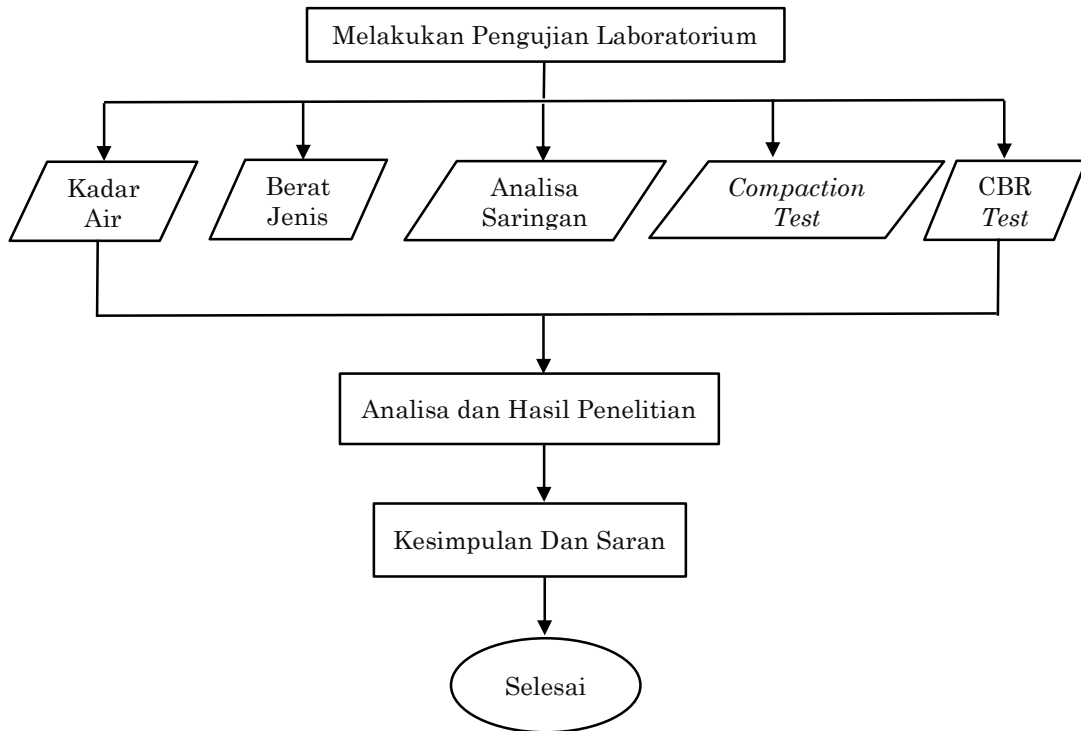 Melakukan Pengujian Laboratorium
Kadar
Air
Berat
Jenis
Analisa
Saringan
Compaction
Test
CBR
Test
Analisa dan Hasil Penelitian
Kesimpulan Dan Saran
Selesai